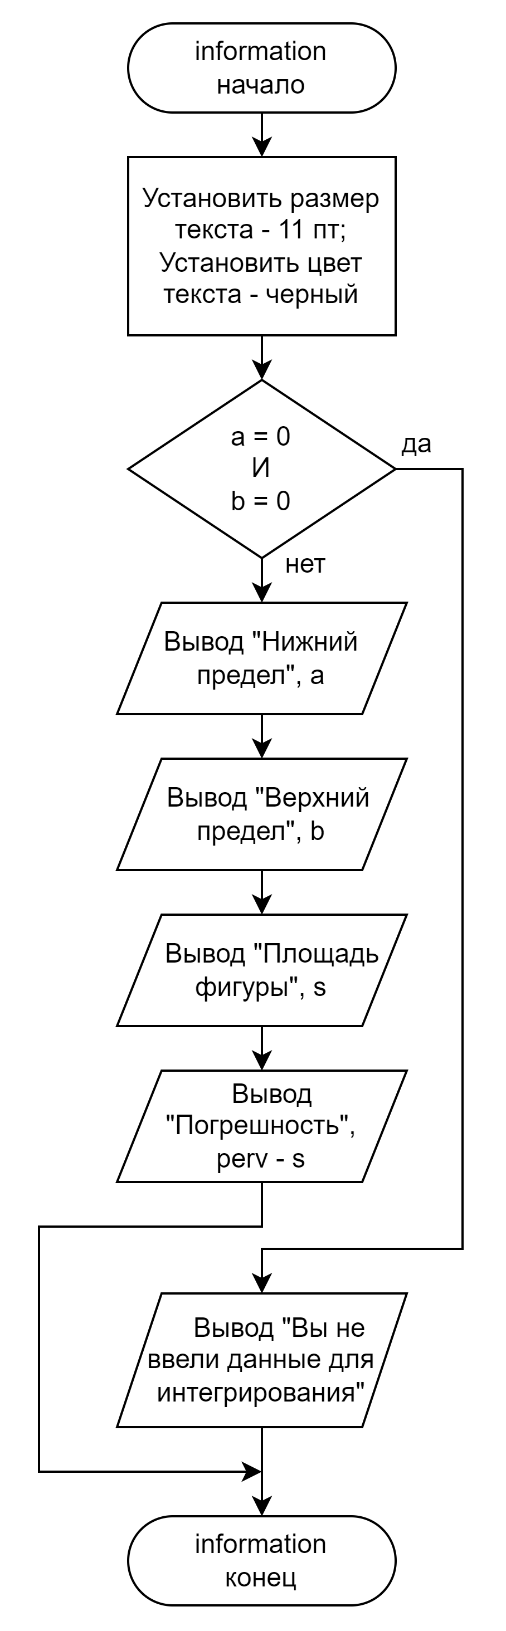 information
начало
Установить размер
текста - 11 пт;
Установить цвет
текста - черный
a = 0
И
b = 0
да
нет
Вывод "Нижний
предел", a
Вывод "Верхний
предел", b
Вывод "Площадь
фигуры", s
Вывод
"Погрешность",
perv - s
Вывод "Вы не
ввели данные для
интегрирования"
information
конец